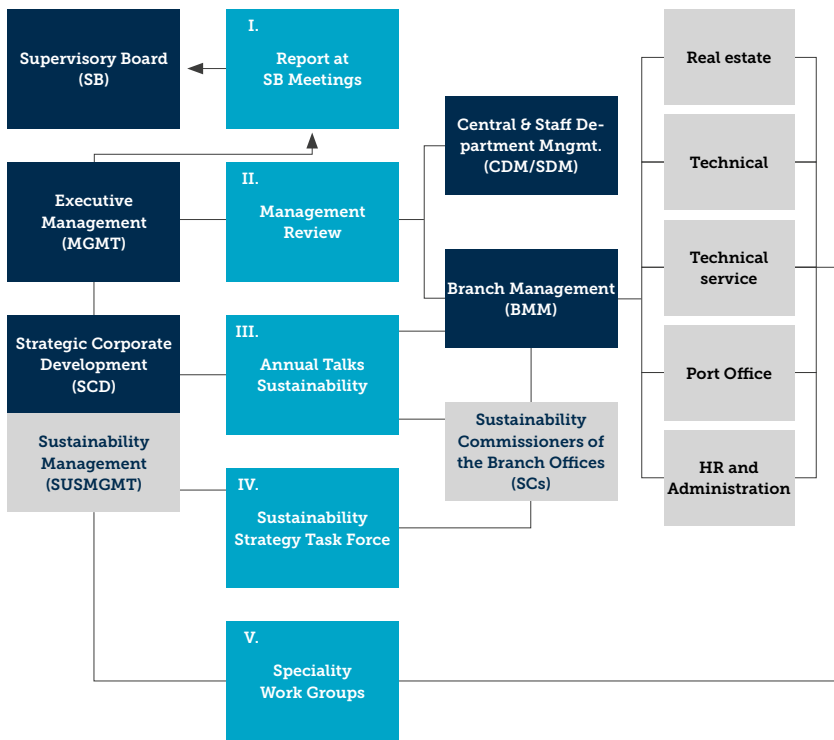 Supervisory Board
(SB)
I.
Report at
SB Meetings
Real estate
Central & Staff De-
partment Mngmt.
(CDM/SDM)
Technical
Executive
Management
(MGMT)
II.
Management
Review
Branch Management
(BMM)
Technical
service
Strategic Corporate
Development
(SCD)
III.
Annual Talks
Sustainability
Port Office
Sustainability
Management
(SUSMGMT)
Sustainability
Commissioners of
the Branch Offices
(SCs)
HR and
Administration
IV.
Sustainability
Strategy Task Force
V.
Speciality
Work Groups